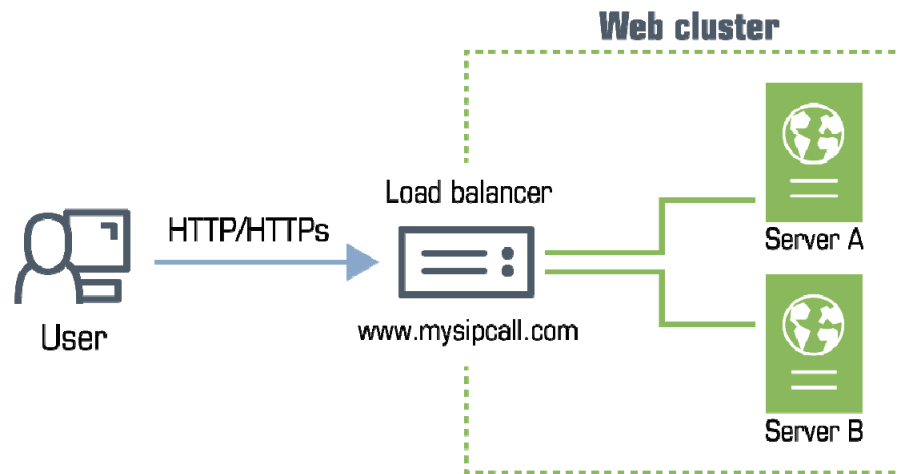 Web cluster
Load balancer
HTTP/HTTPs
Server A
User
www.mysipcall.com
Server B